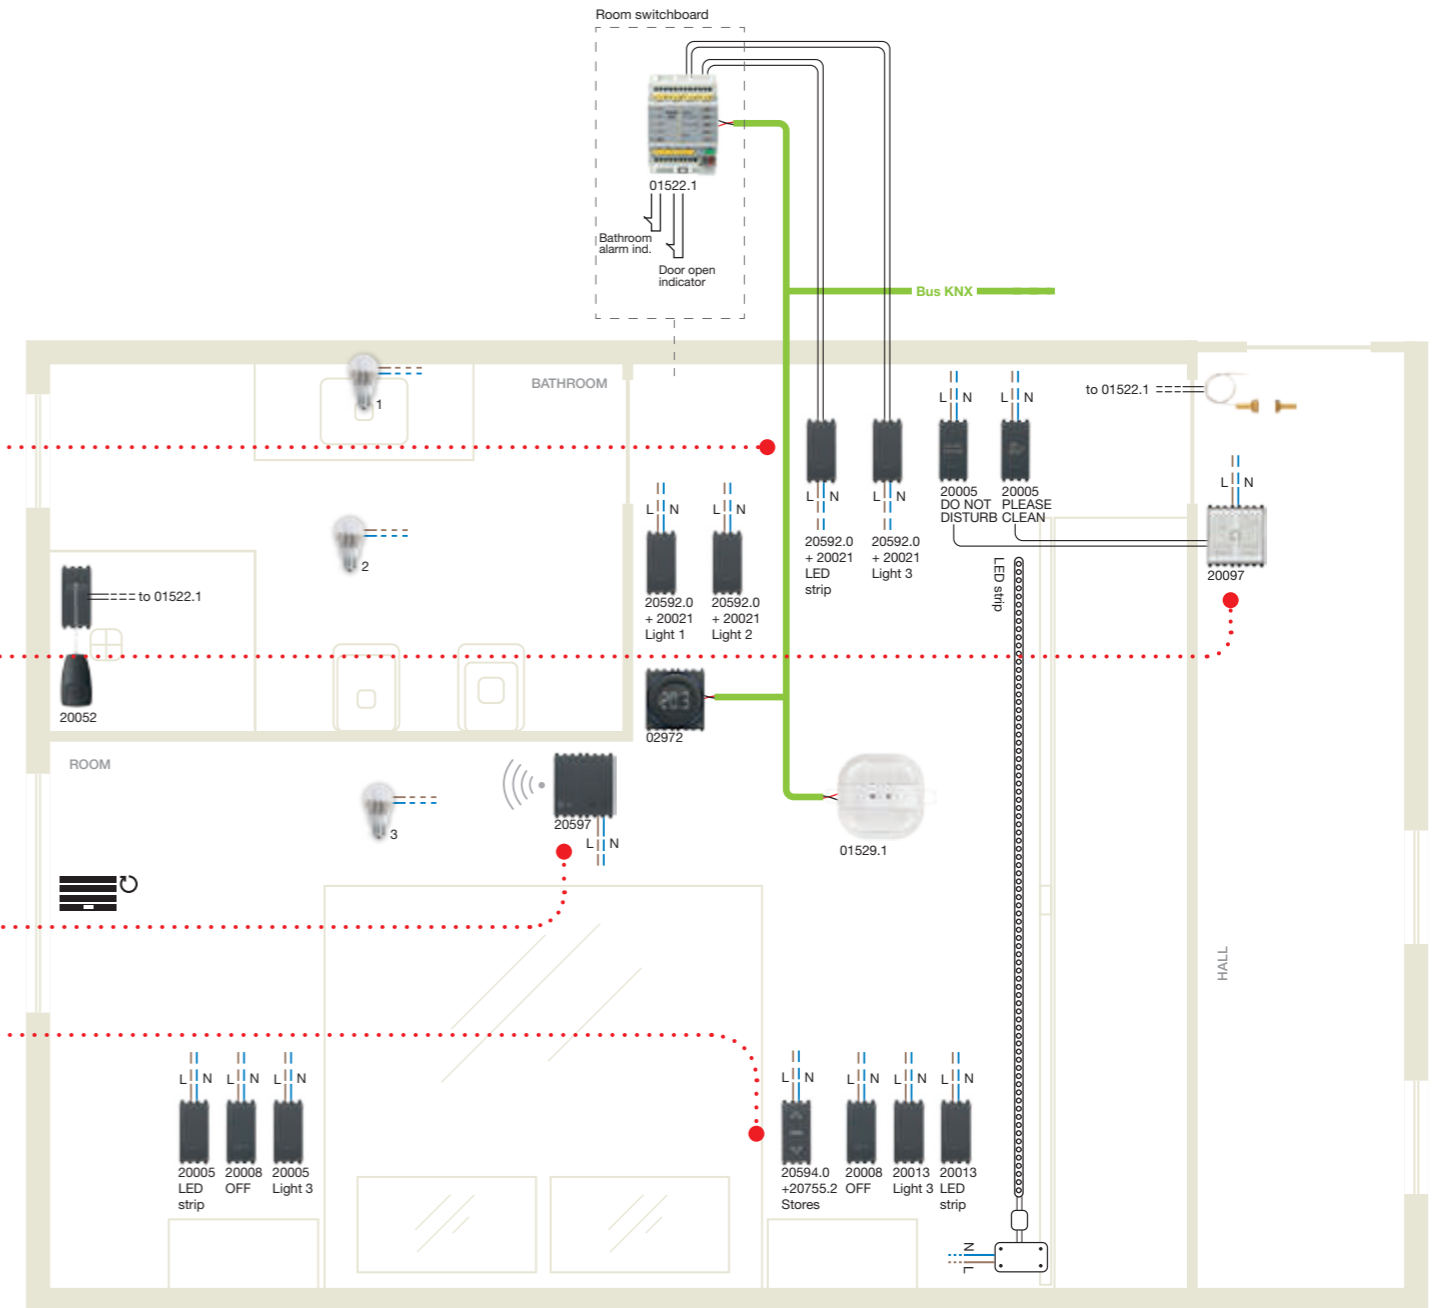 Room switchboard
01522.1
Bathroom
alarm ind.
Door open
indicator
Bus KNX
BATHROOM
1
2
to 01522.1
20052
L N
20592.0
+ 20021
Light 1
L N
20592.0
+ 20021
Light 2
02972
L N
20592.0
+ 20021
LED
strip
L N
20592.0
+ 20021
Light 3
L N
20005
DO NOT
DISTURB
L N
20005
PLEASE
CLEAN
to 01522.1
L N
20097
LED strip
ROOM
3
20597
L N
01529.1
HALL
L N
20005
LED
strip
L N
20008
OFF
L N
20005
Light 3
L N
20594.0
+20755.2
Stores
L N
20008
OFF
L N
20013
Light 3
L N
20013
LED
strip
N
L